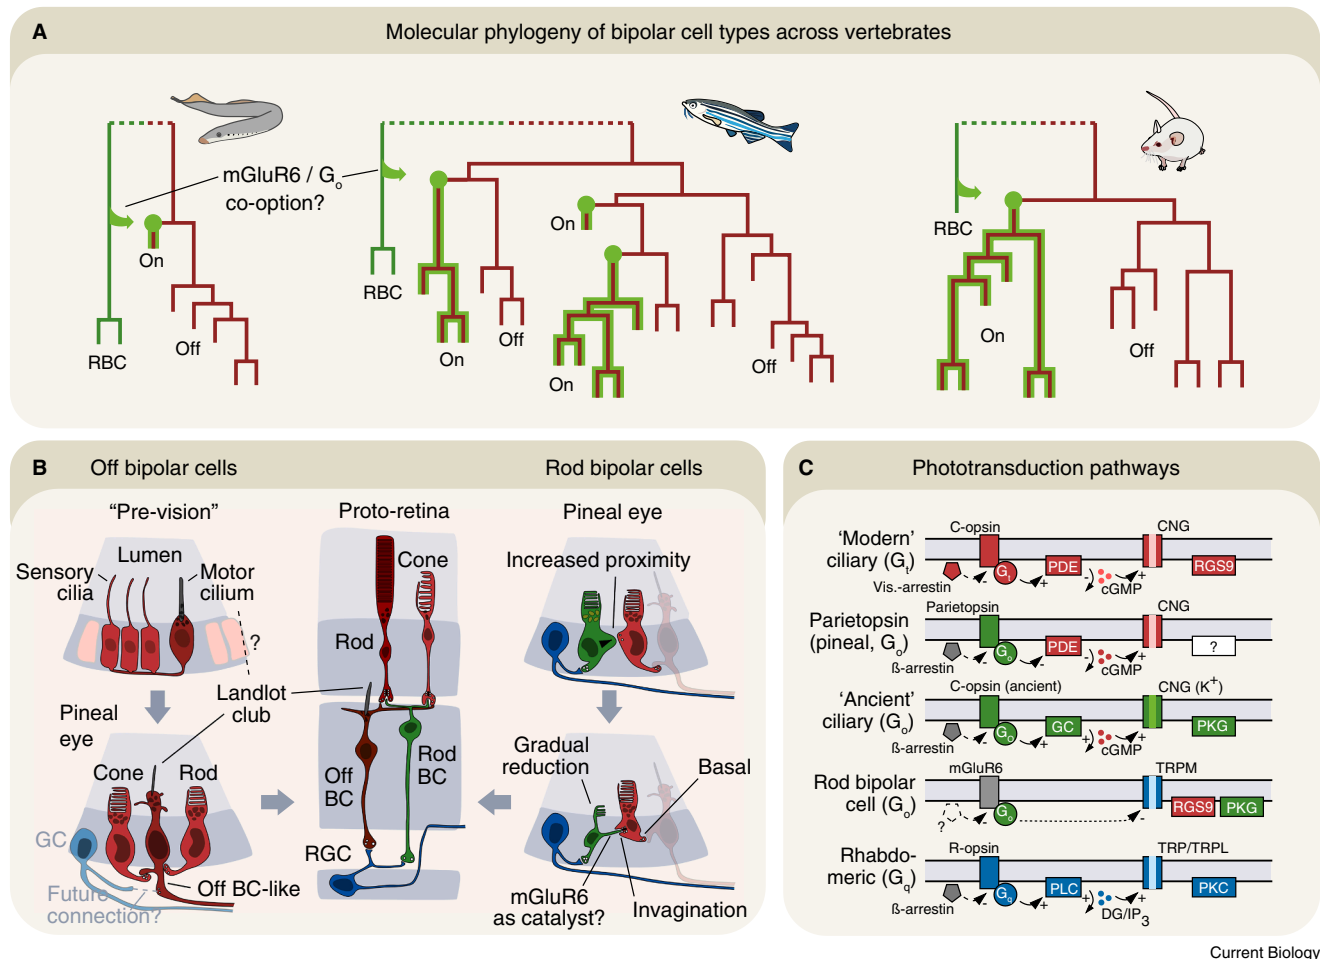 A
Molecular phylogeny of bipolar cell types across vertebrates
mGluR6 / Go
co-option?
On
RBC
Off
RBC
On
Off
On
On
Off
RBC
On
Off
B
Off bipolar cells
Rod bipolar cells
“Pre-vision”
Lumen
Sensory
cilia
Motor
cilium
?
Landlot
club
Pineal
eye
Cone
Rod
GC
Off BC-like
Future
connection?
Proto-retina
Cone
Rod
Off
BC
Rod
BC
RGC
Pineal eye
Increased proximity
Gradual
reduction
Basal
mGluR6
as catalyst?
Invagination
C
Phototransduction pathways
‘Modern’
ciliary (Gt)
C-opsin
CNG
Gt
PDE
RGS9
Vis.-arrestin
-
+
-
+
cGMP
Parietopsin
(pineal, Go)
Parietopsin
CNG
Go
PDE
?
ß-arrestin
-
+
-
+
cGMP
‘Ancient’
ciliary (Go)
C-opsin (ancient)
CNG (K+)
Go
GC
PKG
ß-arrestin
-
+
+
+
cGMP
Rod bipolar
cell (Go)
mGluR6
TRPM
Go
RGS9
PKG
?
-
-
Rhabdo-
meric (Gq)
R-opsin
TRP/TRPL
Gq
PLC
PKC
ß-arrestin
-
+
+
+
DG/IP3
Current Biology